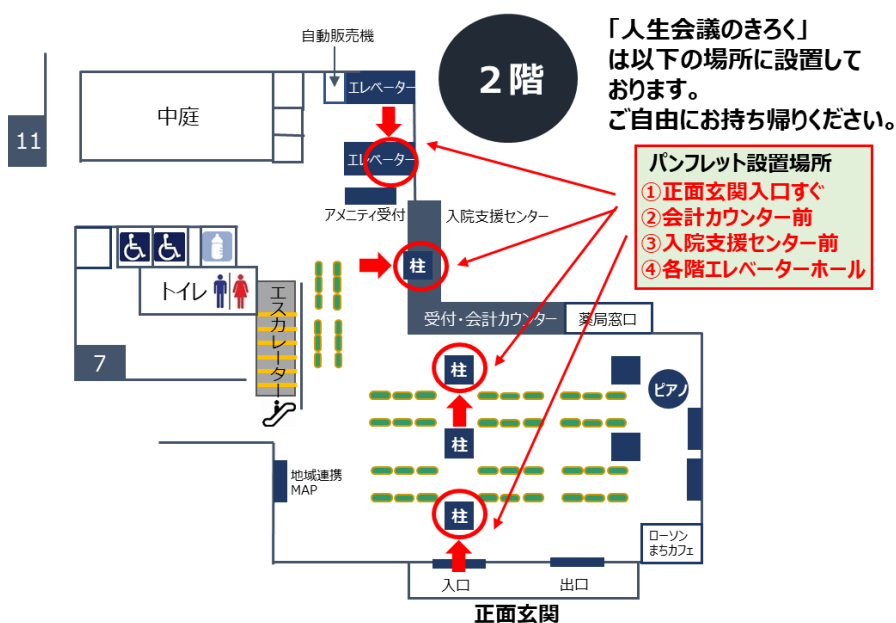 「人生会議のきろく」
は以下の場所に設置して
おります。
ご自由にお持ち帰りください。
2階
自動販売機
エレベーター
中庭
11
エレベーター
パンフレット設置場所
①正面玄関入口すぐ
②会計カウンター前
③入院支援センター前
④各階エレベーターホール
アメニティ受付
入院支援センター
柱
トイレ
エスカレーター
受付・会計カウンター
薬局窓口
7
柱
ピアノ
柱
地域連携
MAP
柱
ローソン
まちカフェ
入口
出口
正面玄関